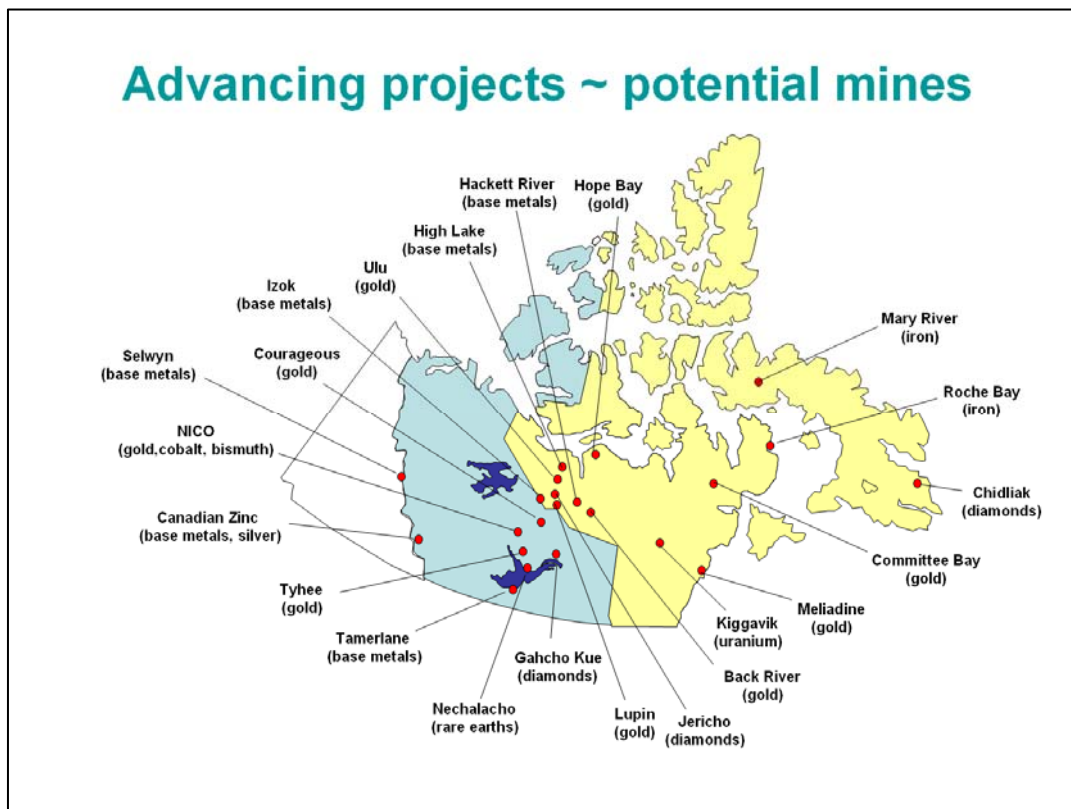 Advancing projects ~ potential mines
Hackett River
(base metals)
Hope Bay
(gold)
High Lake
(base metals)
Ulu
(gold)
Izok
(base metals)
Courageous
(gold)
Selwyn
(base metals)
NICO
(gold,cobalt, bismuth)
Canadian Zinc
(base metals, silver)
Tyhee
(gold)
Tamerlane
(base metals)
Nechalacho
(rare earths)
Gahcho Kue
(diamonds)
Lupin
(gold)
Jericho
(diamonds)
Back River
(gold)
Kiggavik
(uranium)
Meliadine
(gold)
Committee Bay
(gold)
Chidliak
(diamonds)
Roche Bay
(iron)
Mary River
(iron)